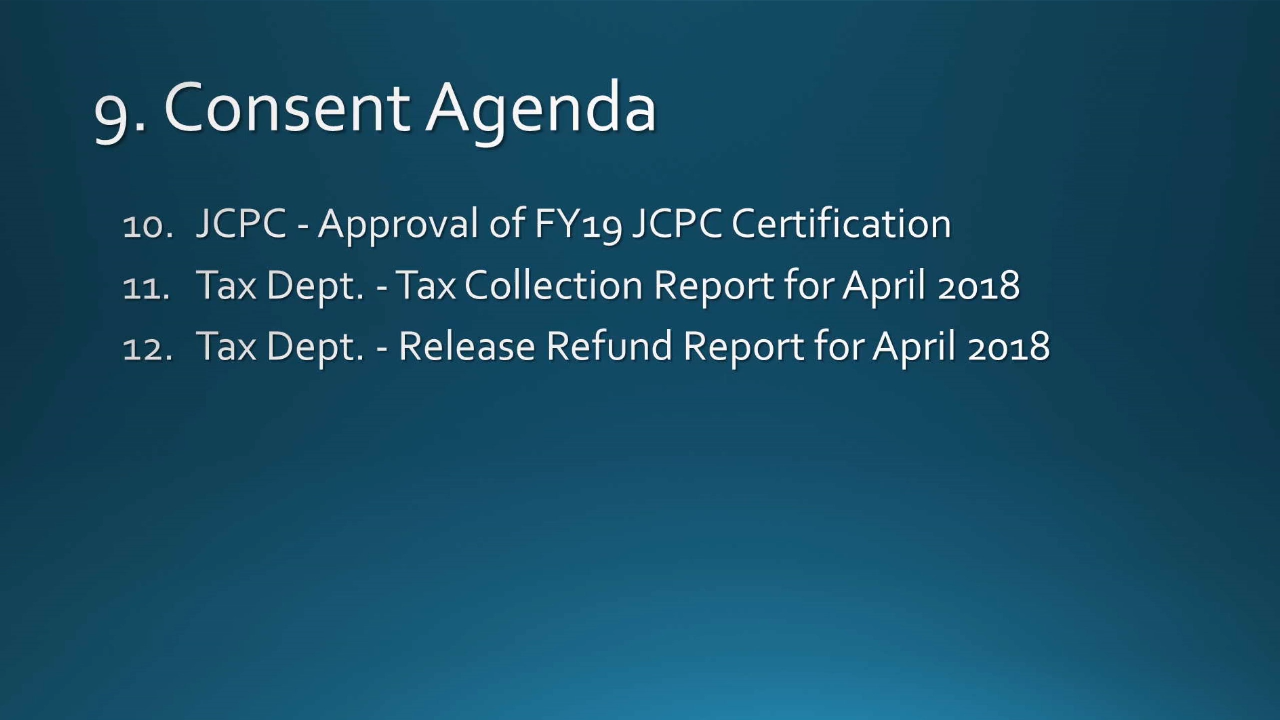 9. Consent Agenda
10. JCPC - Approval of FY19 JCPC Certification
11. Tax Dept. - Tax Collection Report for April 2018
12. Tax Dept. - Release Refund Report for April 2018